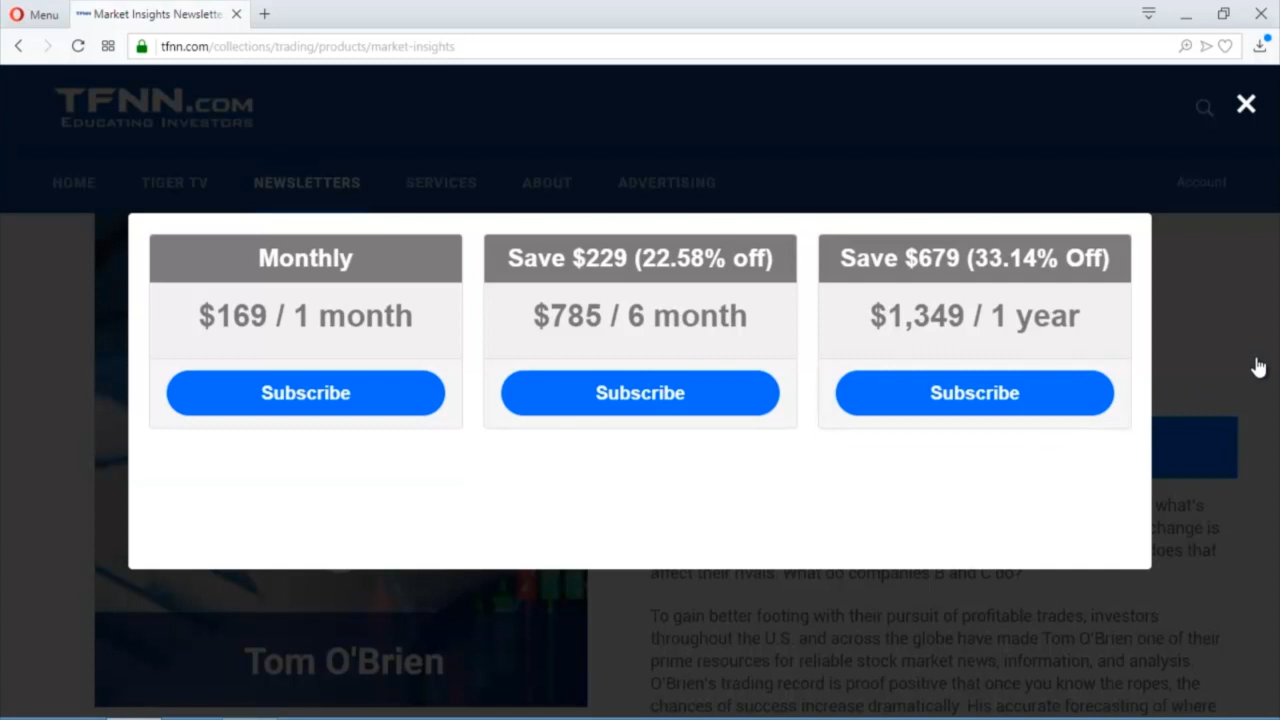 Menu
Market Insights Newslette
tfnn.com/collections/trading/products/market-insights
TFNN.COM
EDUCATING INVESTORS
HOME
TIGER TV
NEWSLETTERS
SERVICES
ABOUT
ADVERTISING
Account
Monthly
$169 / 1 month
Subscribe
Save $229 (22.58% off)
$785 / 6 month
Subscribe
Save $679 (33.14% Off)
$1,349 / 1 year
Subscribe
what's
change is
does that
affect their rivals. What do companies B and C do?
To gain better footing with their pursuit of profitable trades, investors
throughout the U.S. and across the globe have made Tom O'Brien one of their
prime resources for reliable stock market news, information, and analysis.
O'Brien's trading record is proof positive that once you know the ropes, the
chances of success increase dramatically. His accurate forecasting of where
Tom O'Brien